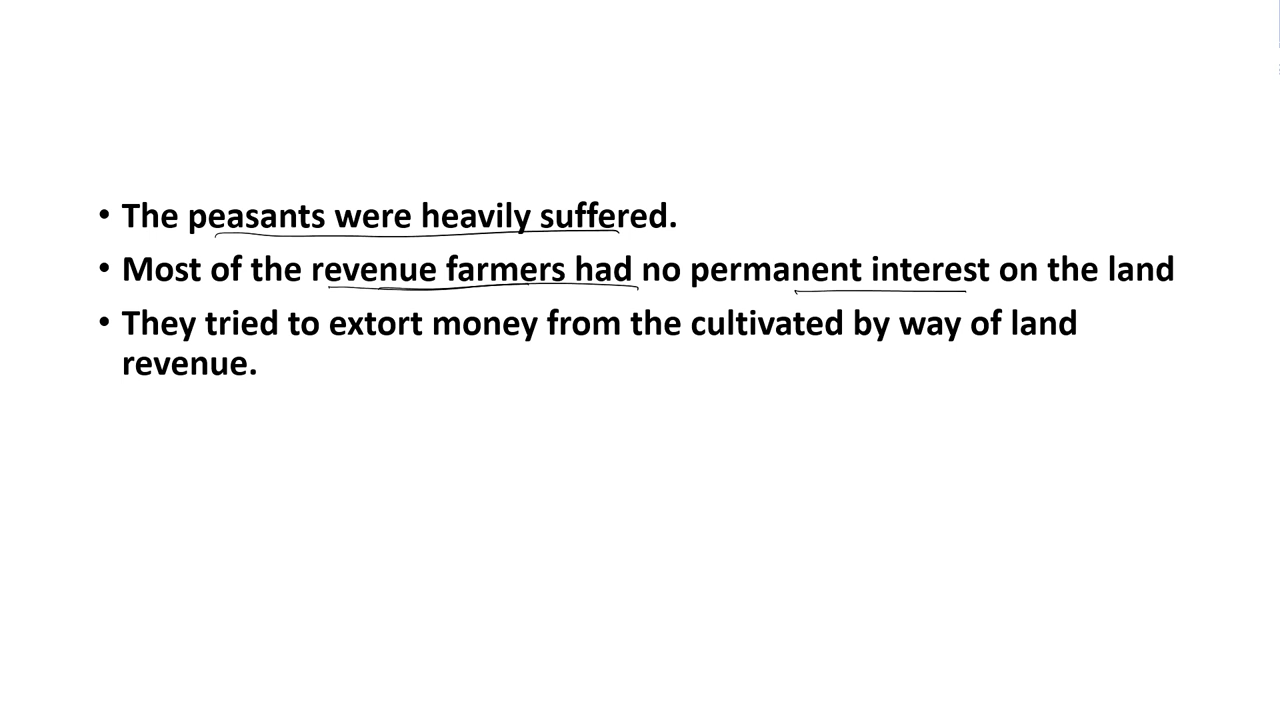 • The peasants were heavily suffered.
• Most of the revenue farmers had no permanent interest on the land
• They tried to extort money from the cultivated by way of land
revenue.